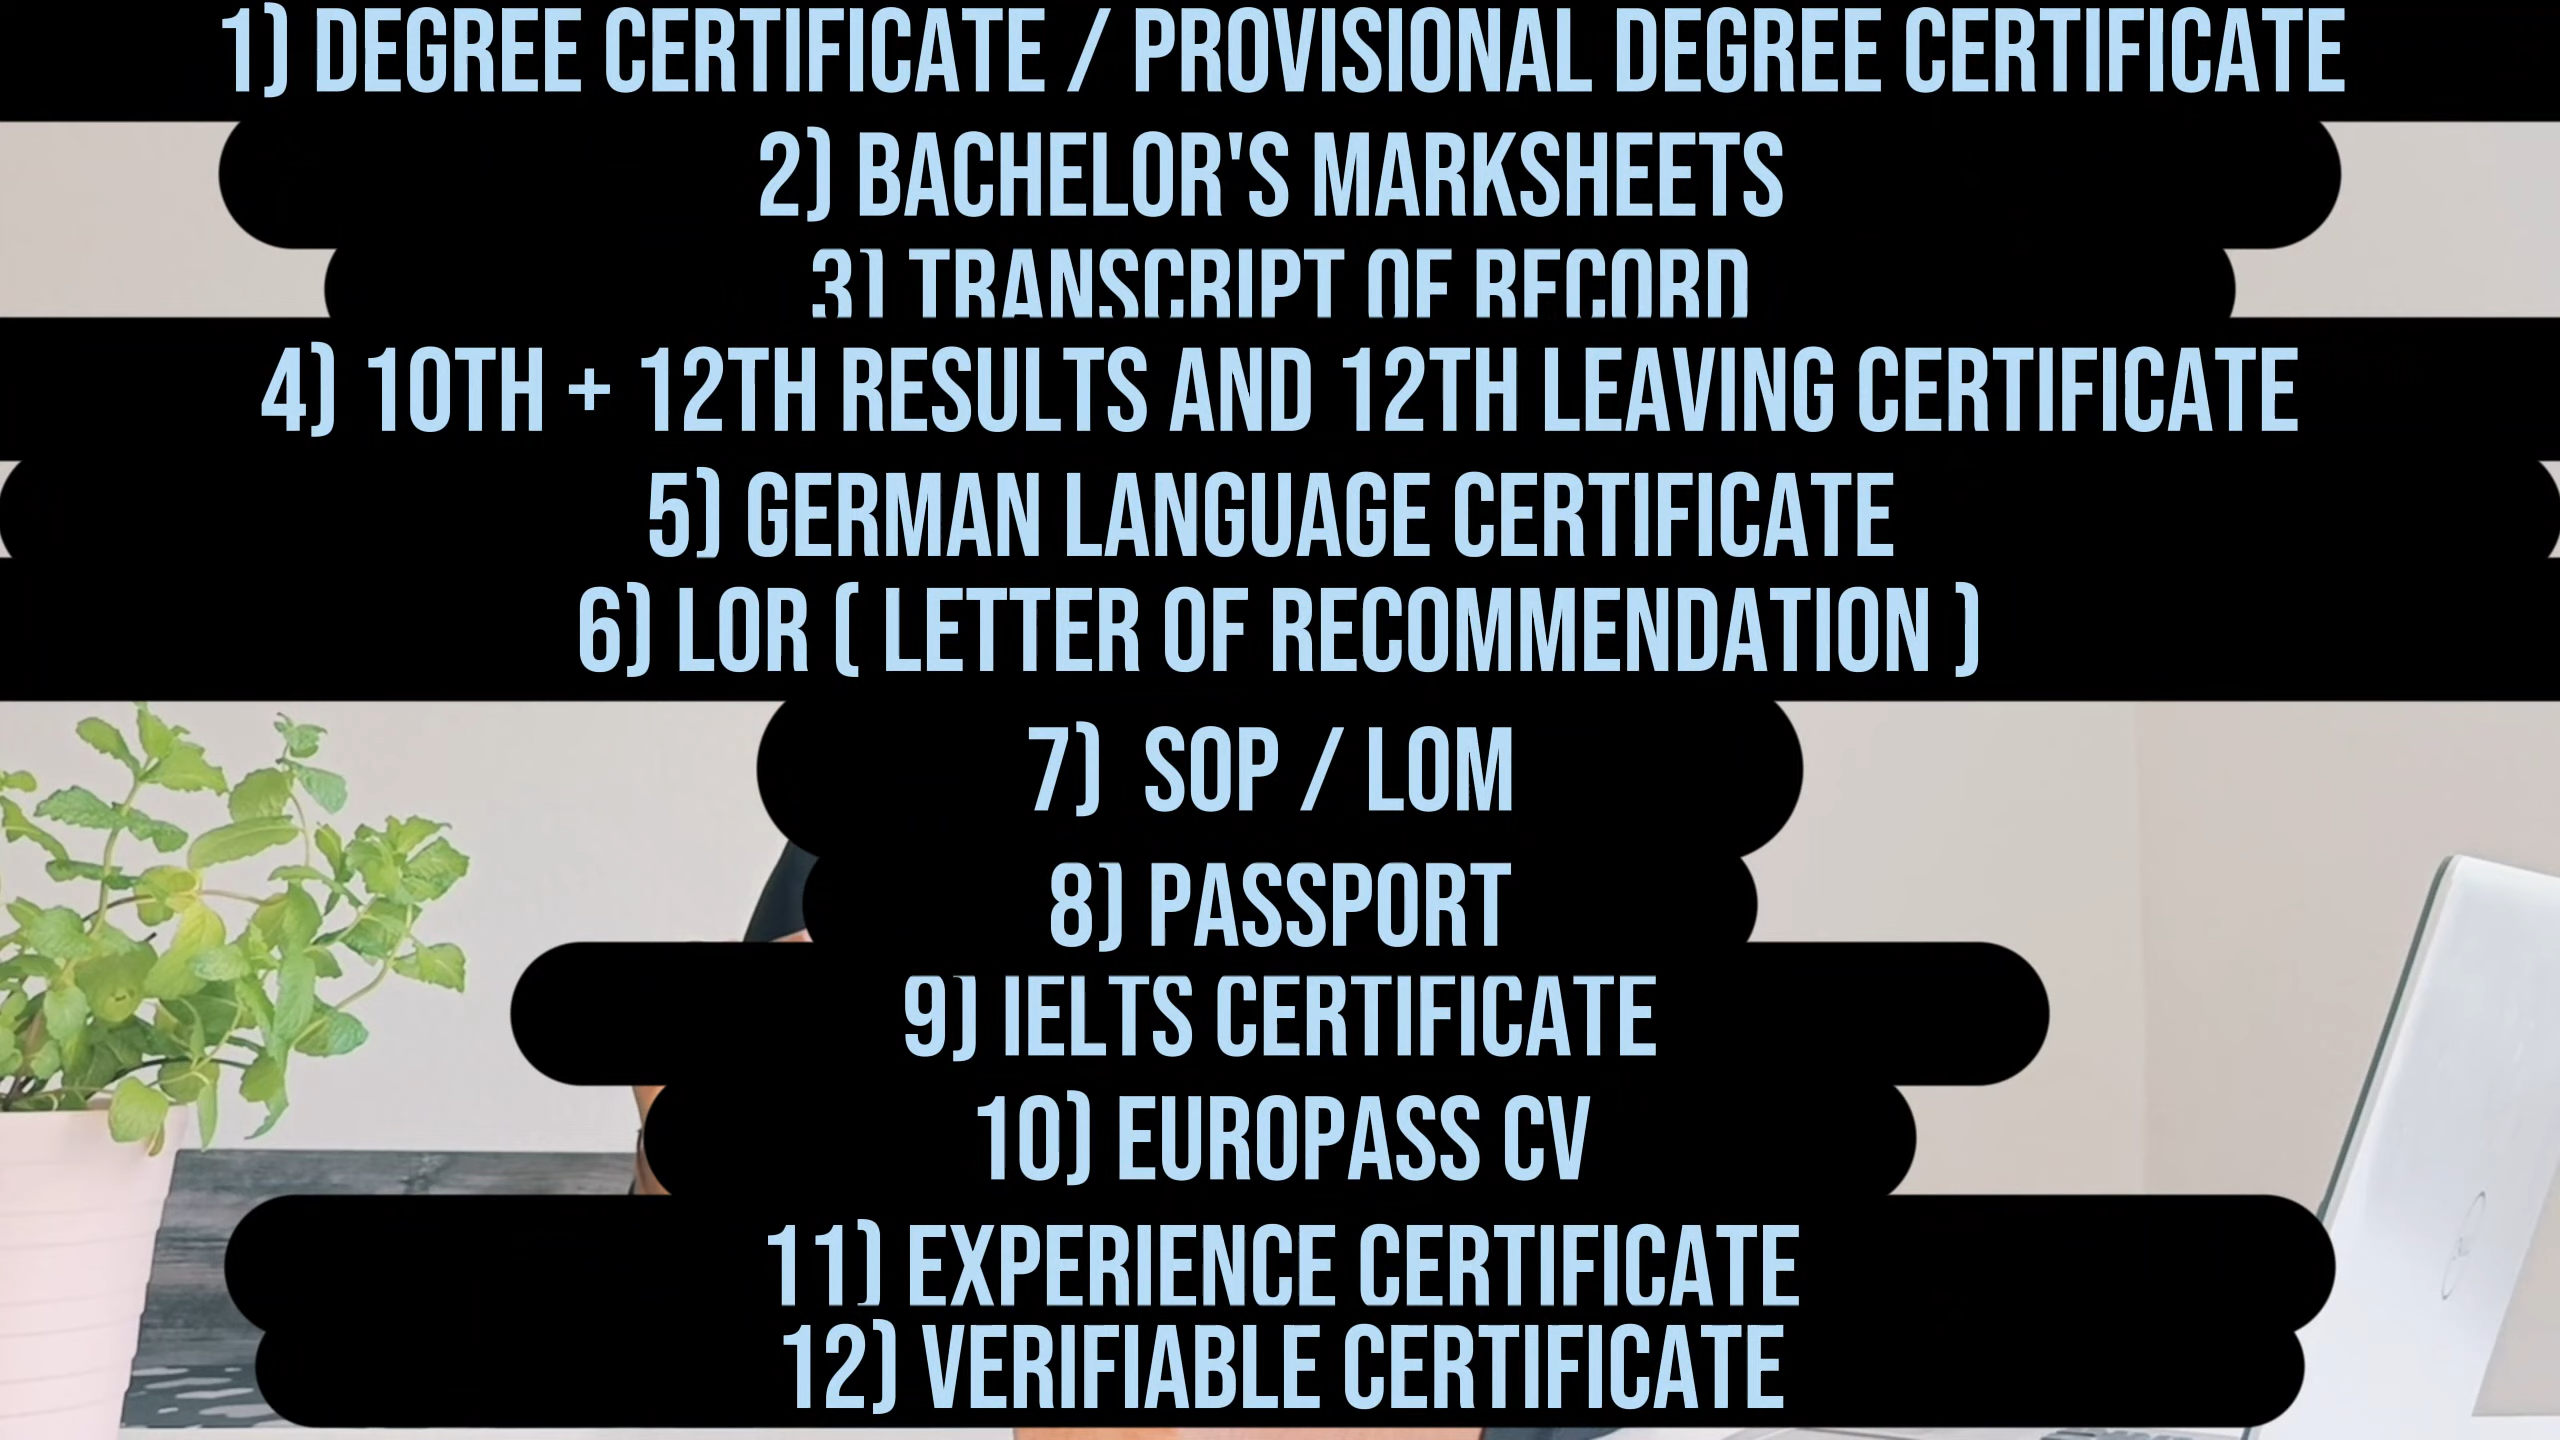 1) DEGREE CERTIFICATE / PROVISIONAL DEGREE CERTIFICATE
2) BACHELOR'S MARKSHEETS
3) TRANSCRIPT OF RECORD
4) 10TH + 12TH RESULTS AND 12TH LEAVING CERTIFICATE
5) GERMAN LANGUAGE CERTIFICATE
6) LOR ( LETTER OF RECOMMENDATION )
7) SOP / LOM
8) PASSPORT
9) IELTS CERTIFICATE
10) EUROPASS CV
11) EXPERIENCE CERTIFICATE
12) VERIFIABLE CERTIFICATE